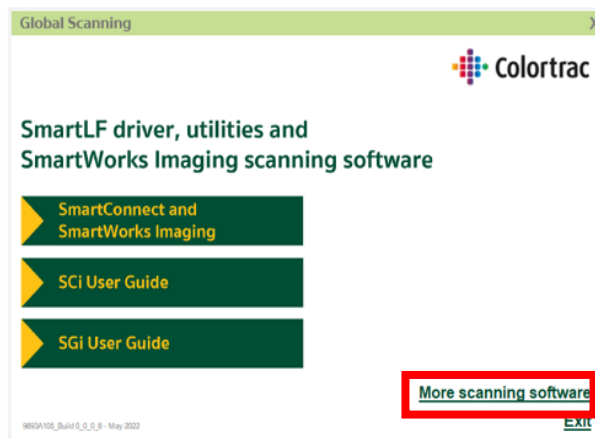 Global Scanning X
Colortrac
SmartLF driver, utilities and
SmartWorks Imaging scanning software
SmartConnect and
SmartWorks Imaging
SCi User Guide
SGi User Guide
More scanning software
9893A105_Build 0_0_0_6 - May 2022
Exit